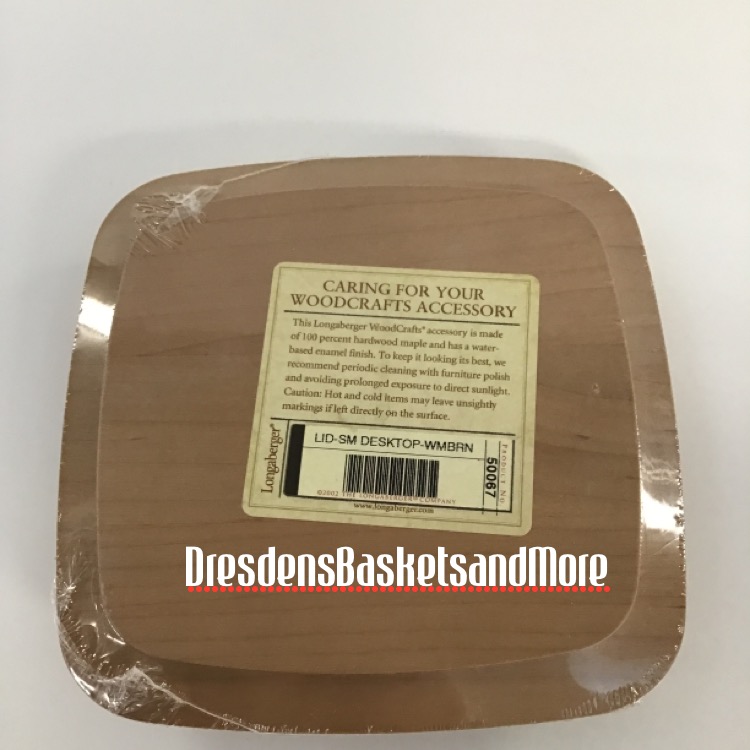 CARING FOR YOUR
WOODCRAFTS ACCESSORY
This Longaberger WoodCrafts® accessory is made
of 100 percent hardwood maple and has a water-
based enamel finish. To keep it looking its best, we
recommend periodic cleaning with furniture polish
and avoiding prolonged exposure to direct sunlight.
Caution: Hot and cold items may leave unsightly
markings if left directly on the surface.
Longaberger®
LID-SM DESKTOP-WMBRN
PRODUCT No.
50067
©2002 THE LONGABERGER® COMPANY
www.longaberger.com
DresdensBasketsandMore